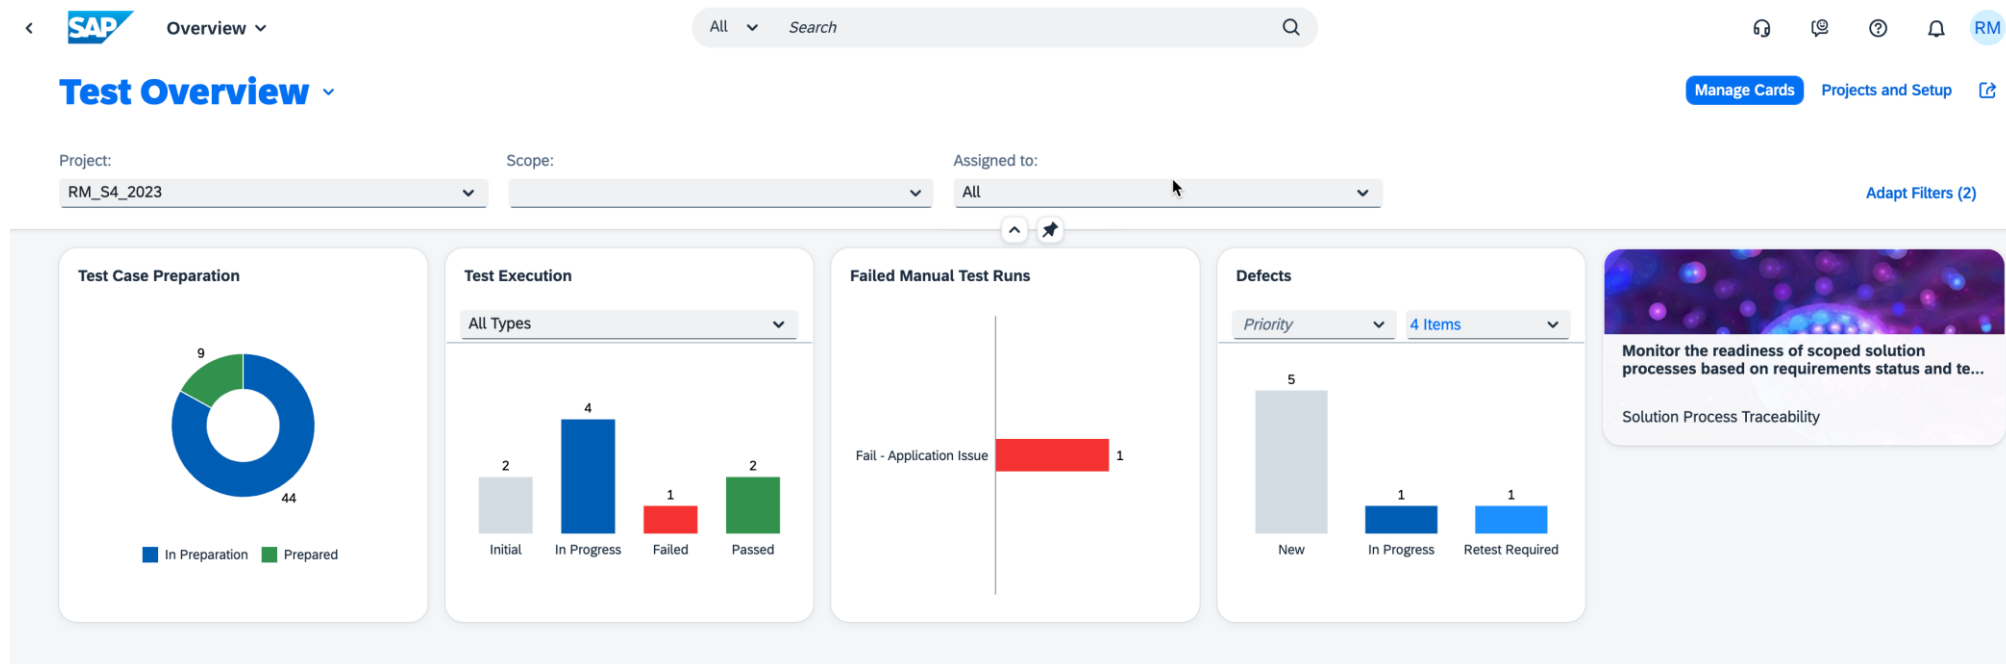 SAP
Overview
All
Search
RM
Test Overview
Manage Cards
Projects and Setup
Project:
RM_S4_2023
Scope:
Assigned to:
All
Adapt Filters (2)
Test Case Preparation
9
44
In Preparation
Prepared
Test Execution
All Types
2
4
1
2
Initial
In Progress
Failed
Passed
Failed Manual Test Runs
Fail - Application Issue
1
Defects
Priority
4 Items
5
1
1
New
In Progress
Retest Required
Monitor the readiness of scoped solution
processes based on requirements status and te...
Solution Process Traceability